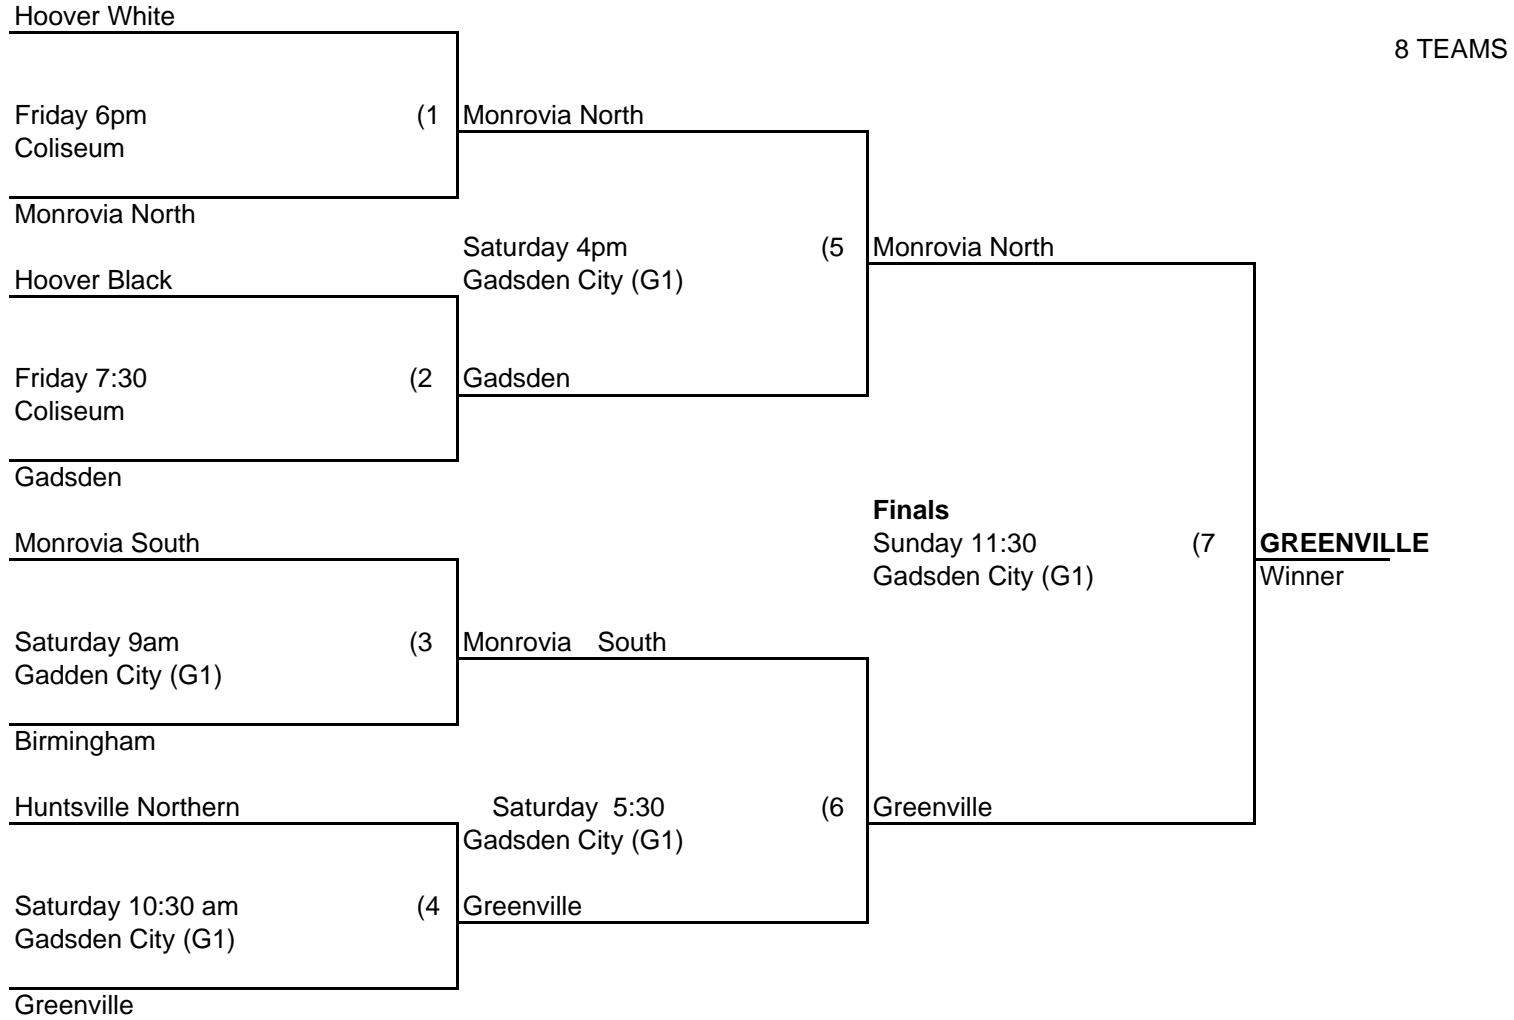 Hoover White
8 TEAMS
Friday 6pm (1 Monrovia North
Coliseum
Monrovia North
Saturday 4pm (5 Monrovia North
Hoover Black Gadsden City (G1)
Friday 7:30 (2 Gadsden
Coliseum
Gadsden
Finals
Monrovia South Sunday 11:30 (7 GREENVILLE
Gadsden City (G1) Winner
Saturday 9am (3 Monrovia South
Gadden City (G1)
Birmingham
Huntsville Northern Saturday 5:30 (6 Greenville
Gadsden City (G1)
Saturday 10:30 am (4 Greenville
Gadsden City (G1)
Greenville